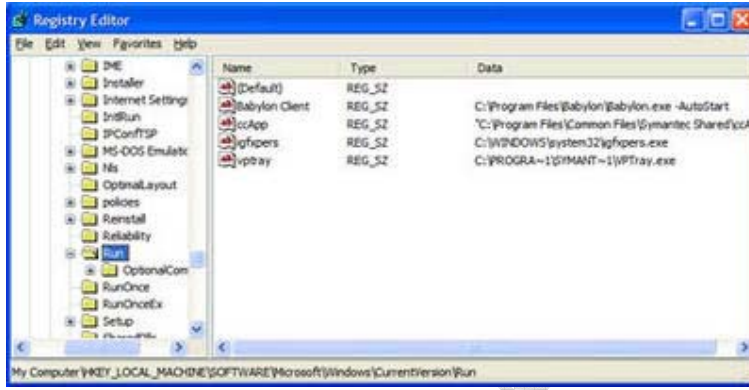 Registry Editor
File Edit View Favorites Help
IME
Installer
Internet Settings
IntlRun
IPConfTSP
MS-DOS Emulatio
Nls
OptimalLayout
policies
Reinstall
Reliability
Run
OptionalCom
RunOnce
RunOnceEx
Setup
SharedDlls
Name Type Data
(Default) REG_SZ
Babylon Client REG_SZ C:\Program Files\Babylon\Babylon.exe -AutoStart
ccApp REG_SZ "C:\Program Files\Common Files\Symantec Shared\ccA
igfxpers REG_SZ C:\WINDOWS\system32\igfxpers.exe
vptray REG_SZ C:\PROGRA~1\SYMANT~1\VPTray.exe
My Computer\HKEY_LOCAL_MACHINE\SOFTWARE\Microsoft\Windows\CurrentVersion\Run